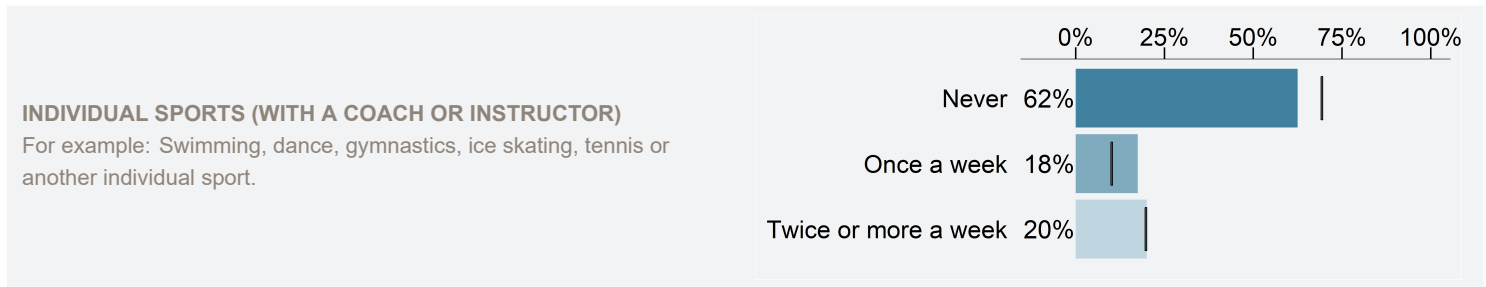 INDIVIDUAL SPORTS (WITH A COACH OR INSTRUCTOR)
For example: Swimming, dance, gymnastics, ice skating, tennis or
another individual sport.
0% 25% 50% 75% 100%
Never 62%
Once a week 18%
Twice or more a week 20%